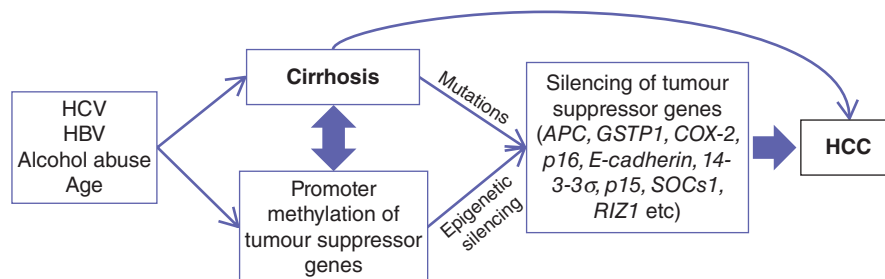 HCV
HBV
Alcohol abuse
Age
Cirrhosis
Promoter
methylation of
tumour suppressor
genes
Mutations
Epigenetic
silencing
Silencing of tumour
suppressor genes
(APC, GSTP1, COX-2,
p16, E-cadherin, 14-
3-3σ, p15, SOCs1,
RIZ1 etc)
HCC